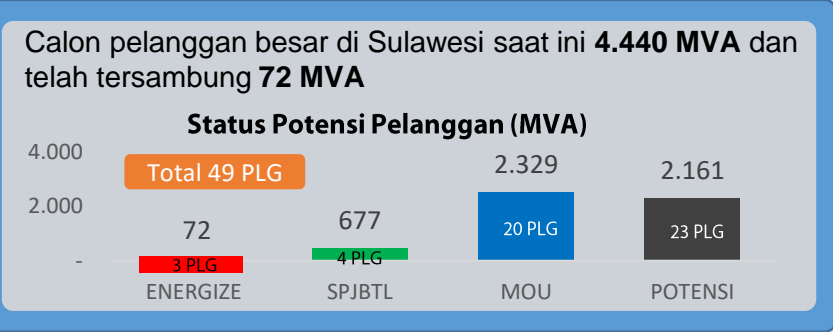 Calon pelanggan besar di Sulawesi saat ini 4.440 MVA dan
telah tersambung 72 MVA
Status Potensi Pelanggan (MVA)
4.000
Total 49 PLG
2.329
2.161
2.000
72
677
20 PLG
23 PLG
-
3 PLG
4 PLG
ENERGIZE
SPJBTL
MOU
POTENSI